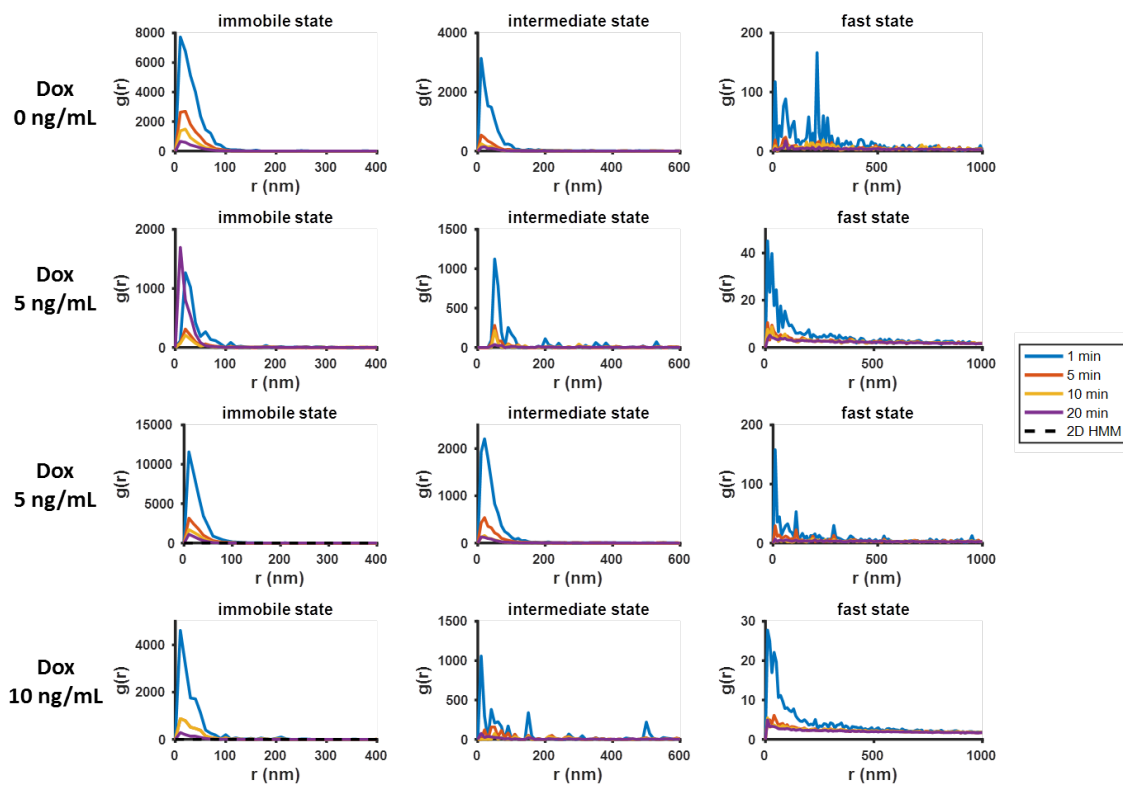 immobile state
intermediate state
fast state
Dox
0 ng/mL
g(r)
8000
6000
4000
2000
0
0 100 200 300 400
r (nm)
g(r)
4000
2000
0
0 200 400 600
r (nm)
g(r)
200
100
0
0 500 1000
r (nm)
immobile state
intermediate state
fast state
Dox
5 ng/mL
g(r)
2000
1000
0
0 100 200 300 400
r (nm)
g(r)
1500
1000
500
0
0 200 400 600
r (nm)
g(r)
40
20
0
0 500 1000
r (nm)
1 min
5 min
10 min
20 min
2D HMM
immobile state
intermediate state
fast state
Dox
5 ng/mL
g(r)
15000
10000
5000
0
0 100 200 300 400
r (nm)
g(r)
2000
1000
0
0 200 400 600
r (nm)
g(r)
200
100
0
0 500 1000
r (nm)
immobile state
intermediate state
fast state
Dox
10 ng/mL
g(r)
4000
2000
0
0 100 200 300 400
r (nm)
g(r)
1500
1000
500
0
0 200 400 600
r (nm)
g(r)
30
20
10
0
0 500 1000
r (nm)